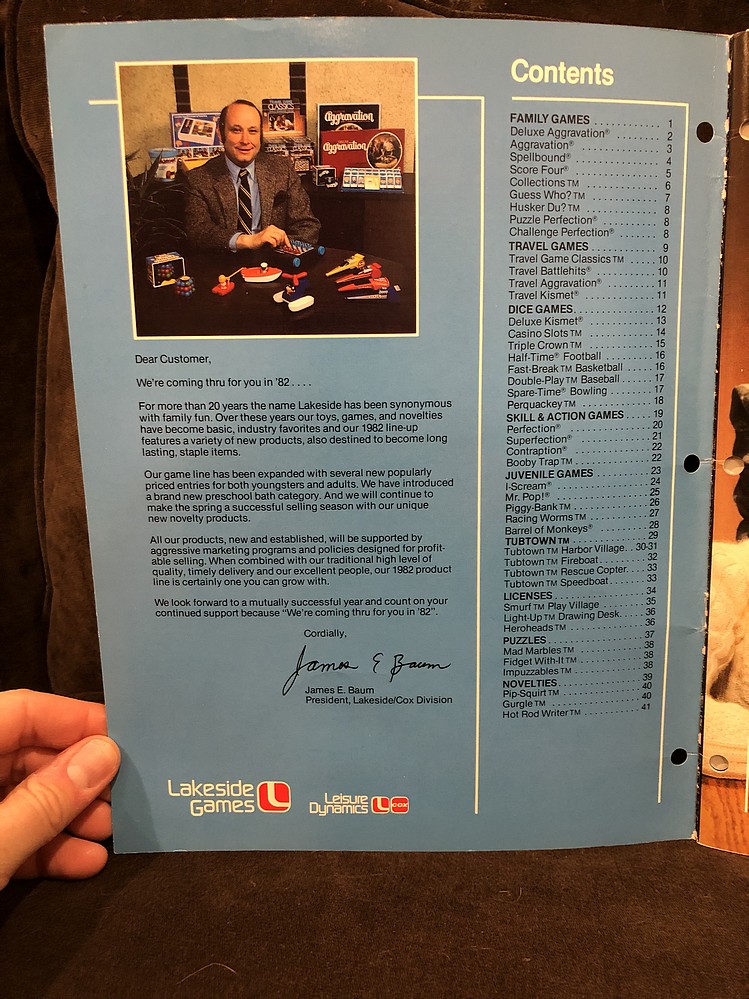 TRAVEL GAME
CLASSICS
Aggravation
Aggravation
Dear Customer,
We're coming thru for you in '82 . . . .
For more than 20 years the name Lakeside has been synonymous
with family fun. Over these years our toys, games, and novelties
have become basic, industry favorites and our 1982 line-up
features a variety of new products, also destined to become long
lasting, staple items.
Our game line has been expanded with several new popularly
priced entries for both youngsters and adults. We have introduced
a brand new preschool bath category. And we will continue to
make the spring a successful selling season with our unique
new novelty products.
All our products, new and established, will be supported by
aggressive marketing programs and policies designed for profit-
able selling. When combined with our traditional high level of
quality, timely delivery and our excellent people, our 1982 product
line is certainly one you can grow with.
We look forward to a mutually successful year and count on your
continued support because "We're coming thru for you in '82".
Cordially,
James E Baum
James E. Baum
President, Lakeside/Cox Division
Lakeside
Games L
Leisure
Dynamics L cox
Contents
FAMILY GAMES . . . . . . . . . . . . 1
Deluxe Aggravation® . . . . . . . . . 2
Aggravation® . . . . . . . . . . . . . 3
Spellbound® . . . . . . . . . . . . . 4
Score Four® . . . . . . . . . . . . . 5
Collections™ . . . . . . . . . . . . . 6
Guess Who?™ . . . . . . . . . . . . . 7
Husker Du?™ . . . . . . . . . . . . . 8
Puzzle Perfection® . . . . . . . . . . 8
Challenge Perfection® . . . . . . . . 8
TRAVEL GAMES . . . . . . . . . . . . 9
Travel Game Classics™ . . . . . . 10
Travel Battlehits® . . . . . . . . . . 10
Travel Aggravation® . . . . . . . . . 11
Travel Kismet® . . . . . . . . . . . . 11
DICE GAMES. . . . . . . . . . . . . . 12
Deluxe Kismet® . . . . . . . . . . . . 13
Casino Slots™ . . . . . . . . . . . . 14
Triple Crown™ . . . . . . . . . . . . 15
Half-Time® Football . . . . . . . . . 16
Fast-Break™ Basketball . . . . . . 16
Double-Play™ Baseball . . . . . . . 17
Spare-Time® Bowling . . . . . . . . 17
Perquackey™ . . . . . . . . . . . . . 18
SKILL & ACTION GAMES . . . . . 19
Perfection® . . . . . . . . . . . . . . 20
Superfection® . . . . . . . . . . . . . 21
Contraption® . . . . . . . . . . . . . 22
Booby Trap™ . . . . . . . . . . . . . 22
JUVENILE GAMES . . . . . . . . . . 23
I-Scream® . . . . . . . . . . . . . . . 24
Mr. Pop!® . . . . . . . . . . . . . . . 25
Piggy-Bank™ . . . . . . . . . . . . . 26
Racing Worms™ . . . . . . . . . . . 27
Barrel of Monkeys® . . . . . . . . . 28
TUBTOWN™ . . . . . . . . . . . . . . 29
Tubtown™ Harbor Village . . 30-31
Tubtown™ Fireboat . . . . . . . . . 32
Tubtown™ Rescue Copter. . . . . 33
Tubtown™ Speedboat . . . . . . . 33
LICENSES . . . . . . . . . . . . . . . 34
Smurf™ Play Village . . . . . . . . 35
Light-Up™ Drawing Desk. . . . . . 36
Heroheads™ . . . . . . . . . . . . . 36
PUZZLES . . . . . . . . . . . . . . . . 37
Mad Marbles™ . . . . . . . . . . . . 38
Fidget With-It™ . . . . . . . . . . . . 38
Impuzzables™ . . . . . . . . . . . . 38
NOVELTIES . . . . . . . . . . . . . . 39
Pip-Squirt™ . . . . . . . . . . . . . . 40
Gurgle™ . . . . . . . . . . . . . . . . 40
Hot Rod Writer™ . . . . . . . . . . . 41